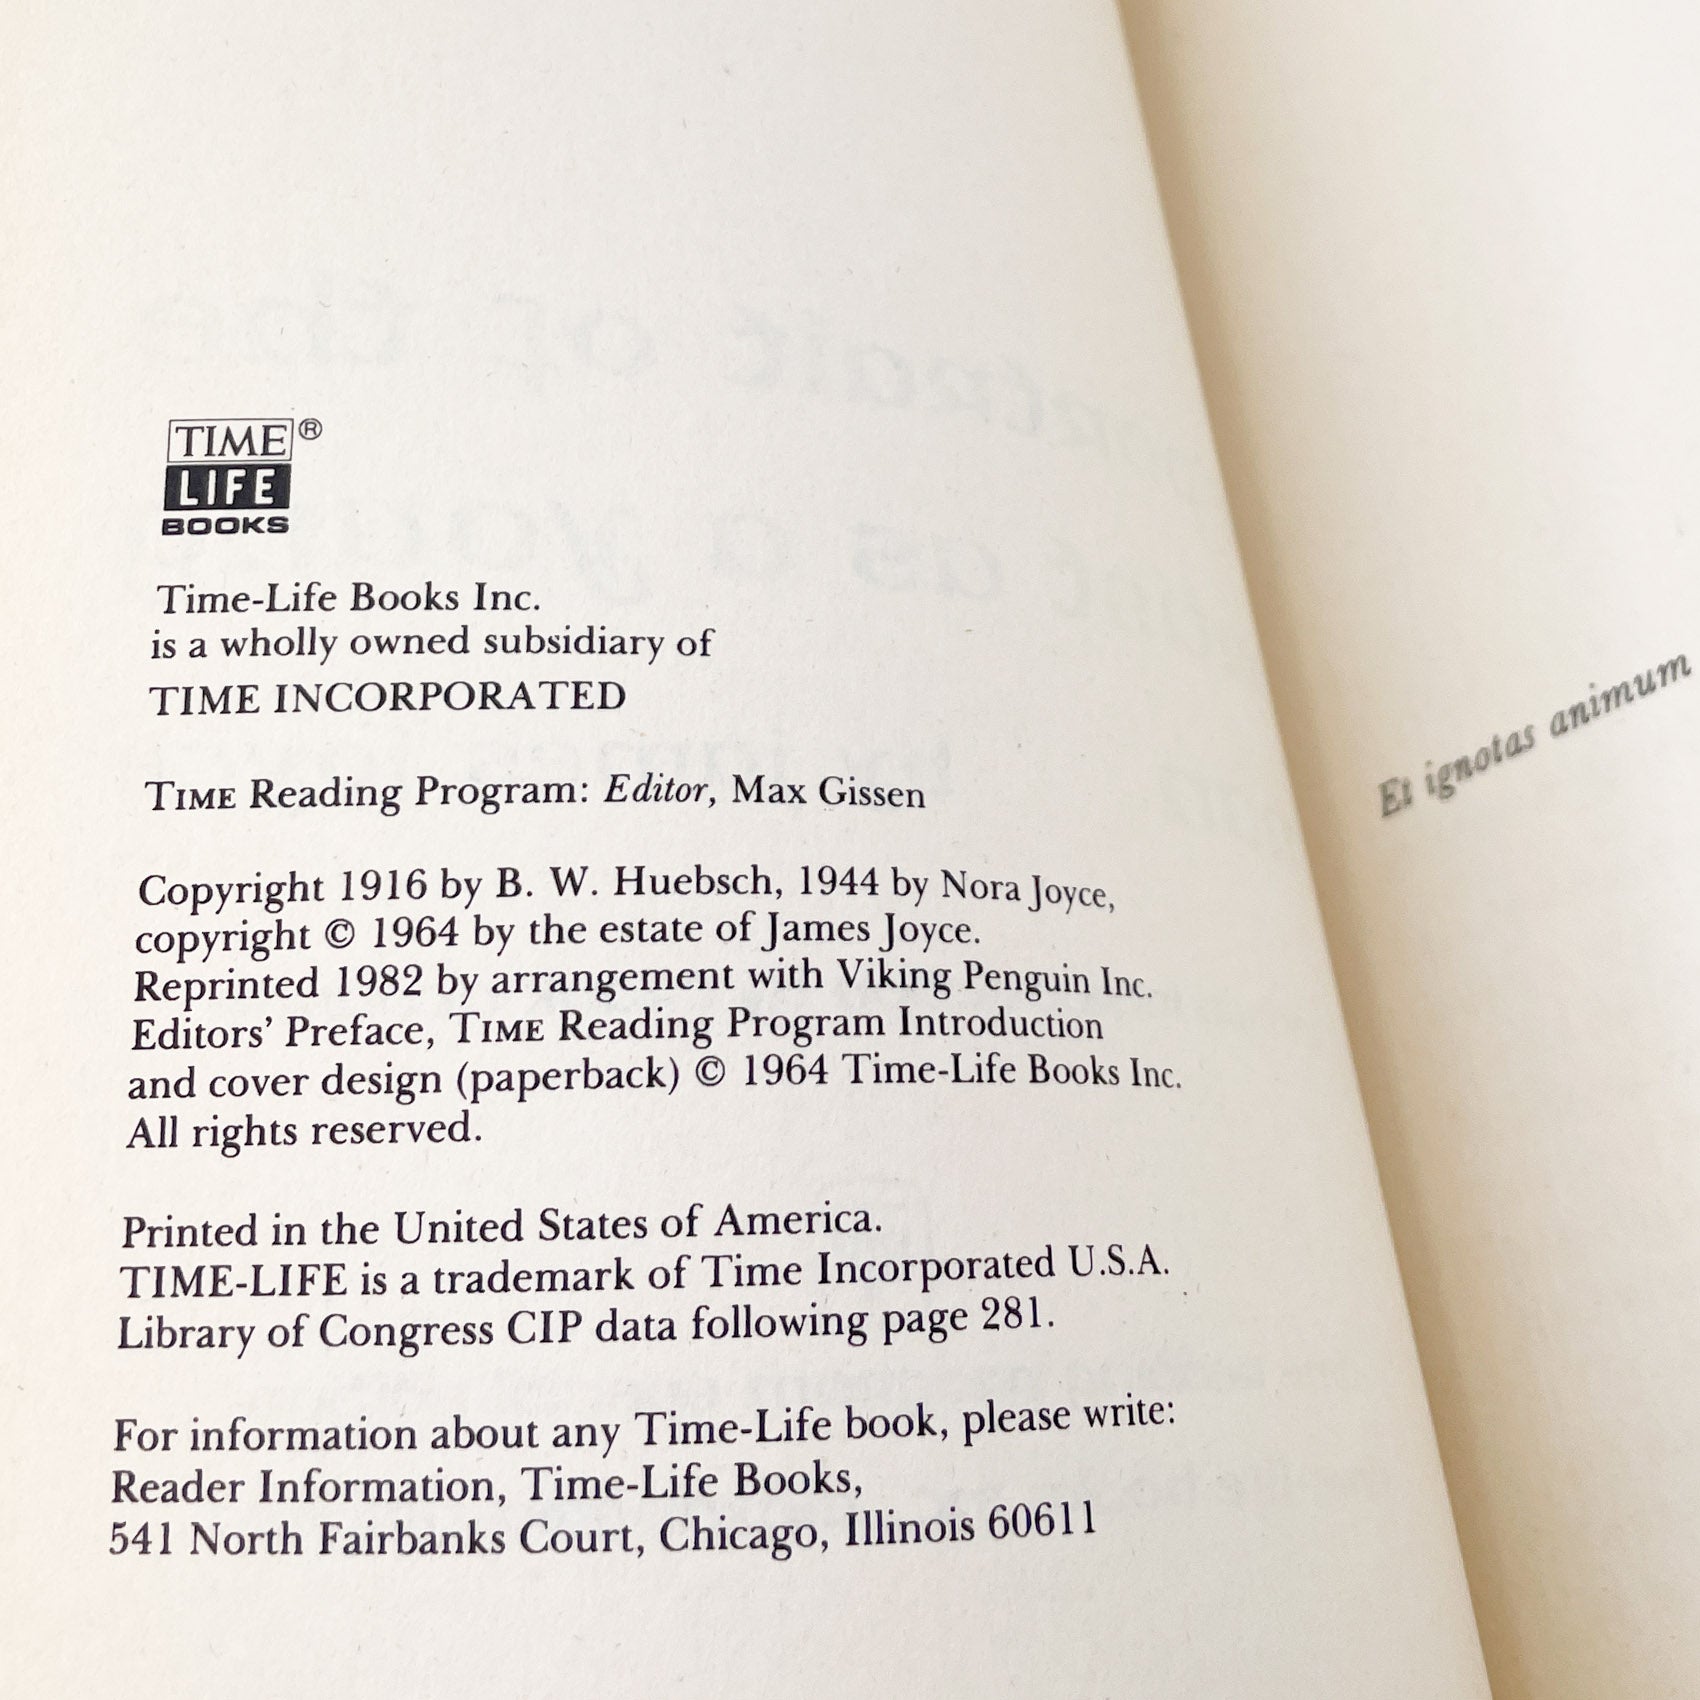 TIME®
LIFE
BOOKS
Time-Life Books Inc.
is a wholly owned subsidiary of
TIME INCORPORATED
TIME Reading Program: Editor, Max Gissen
Copyright 1916 by B. W. Huebsch, 1944 by Nora Joyce,
copyright © 1964 by the estate of James Joyce.
Reprinted 1982 by arrangement with Viking Penguin Inc.
Editors' Preface, TIME Reading Program Introduction
and cover design (paperback) © 1964 Time-Life Books Inc.
All rights reserved.
Printed in the United States of America.
TIME-LIFE is a trademark of Time Incorporated U.S.A.
Library of Congress CIP data following page 281.
For information about any Time-Life book, please write:
Reader Information, Time-Life Books,
541 North Fairbanks Court, Chicago, Illinois 60611
Et ignotas animum